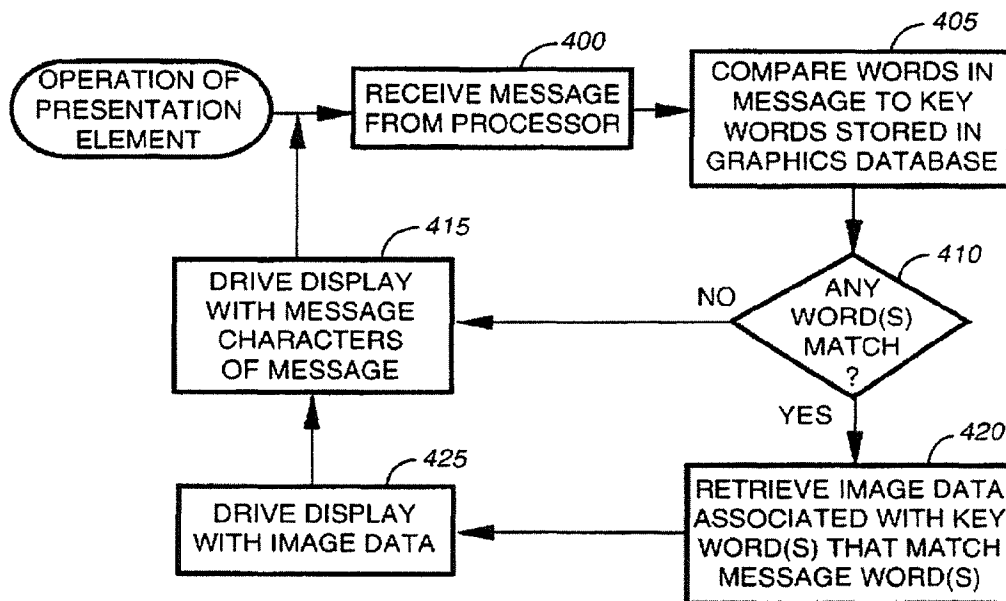 OPERATION OF
PRESENTATION
ELEMENT
400
RECEIVE MESSAGE
FROM PROCESSOR
405
COMPARE WORDS IN
MESSAGE TO KEY
WORDS STORED IN
GRAPHICS DATABASE
410
ANY
WORD(S)
MATCH
?
NO
YES
415
DRIVE DISPLAY
WITH MESSAGE
CHARACTERS
OF MESSAGE
420
RETRIEVE IMAGE DATA
ASSOCIATED WITH KEY
WORD(S) THAT MATCH
MESSAGE WORD(S)
425
DRIVE DISPLAY
WITH IMAGE DATA